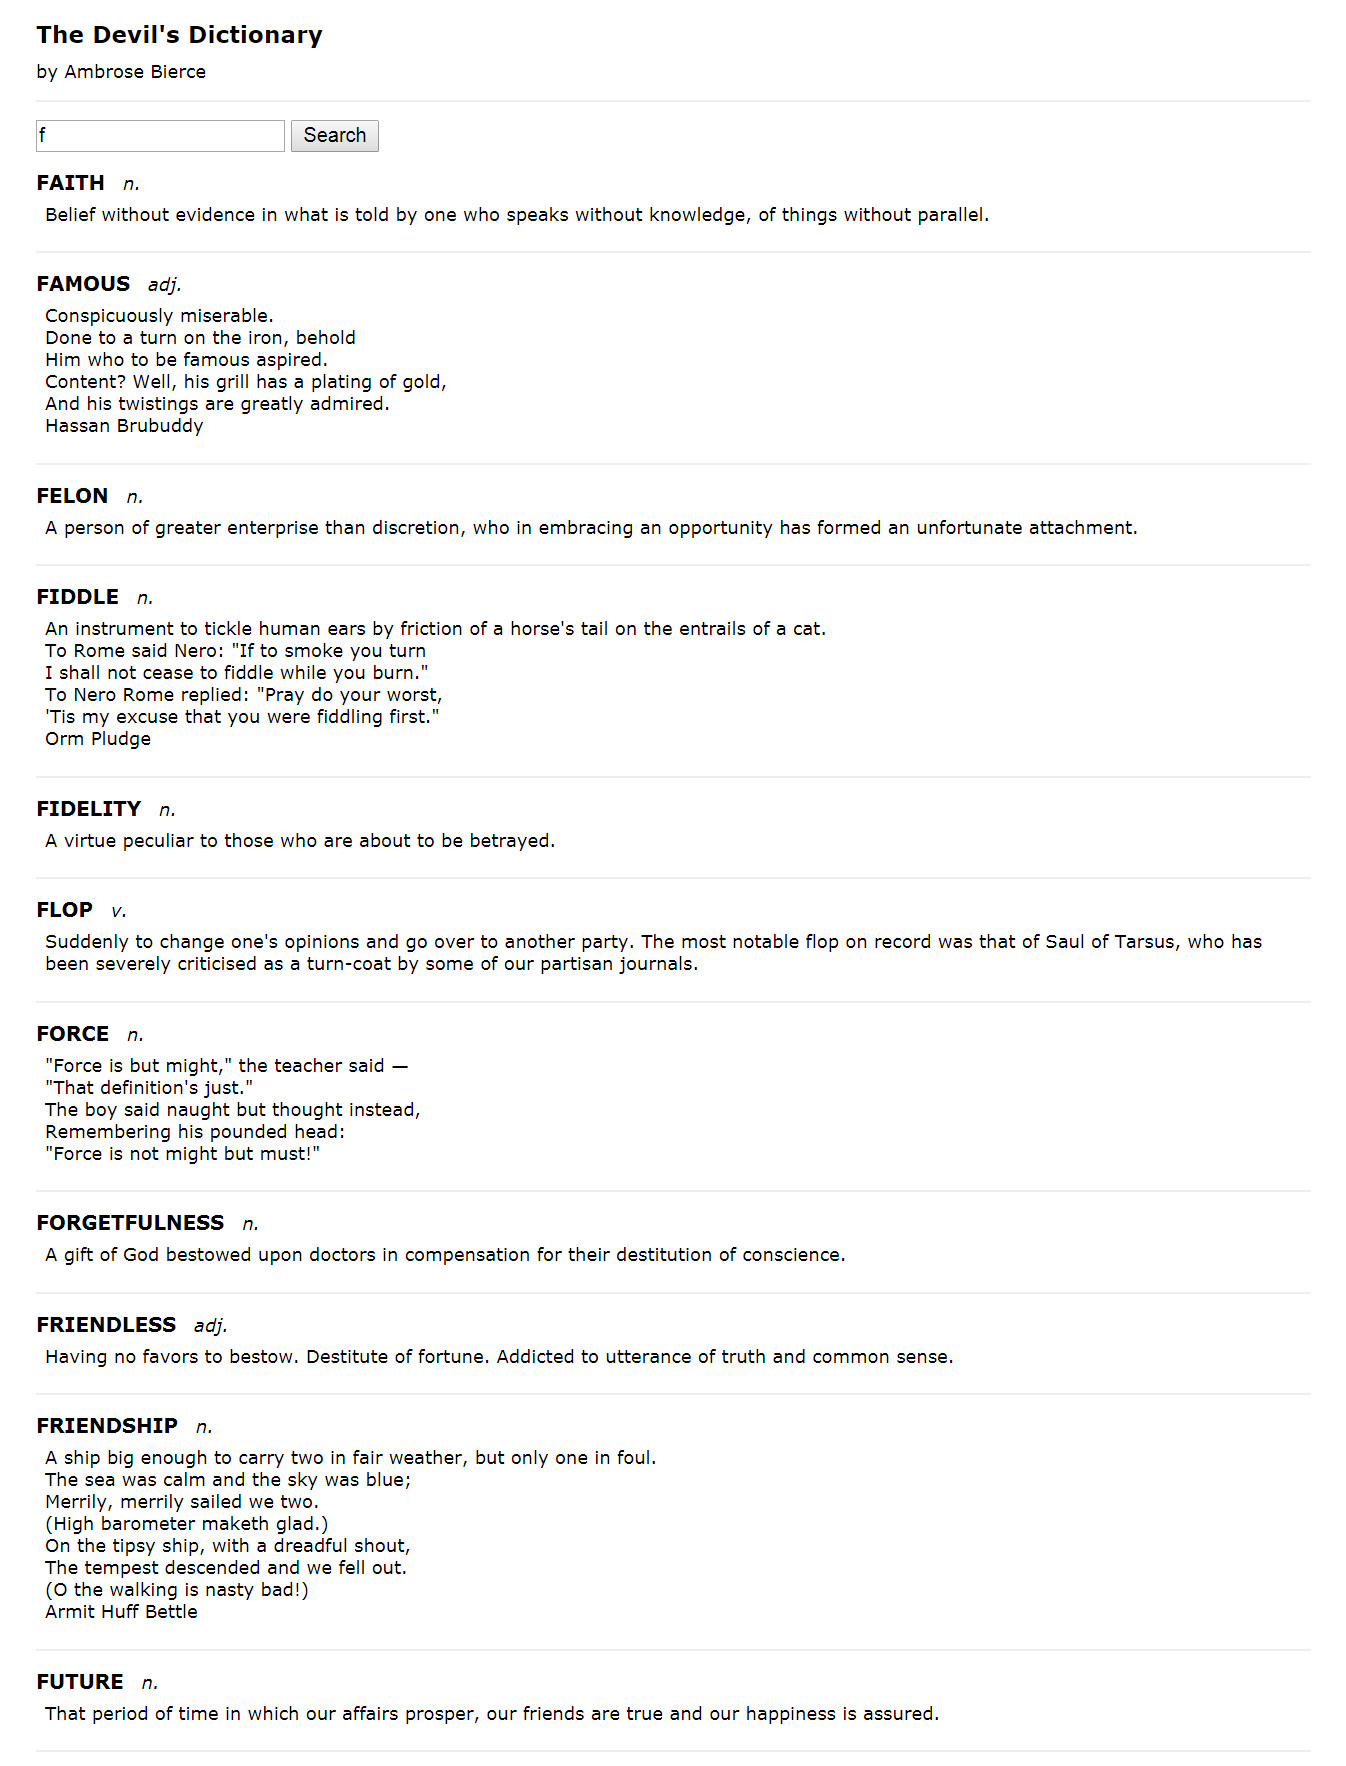 The Devil's Dictionary
by Ambrose Bierce
f Search
FAITH n.
Belief without evidence in what is told by one who speaks without knowledge, of things without parallel.
FAMOUS adj.
Conspicuously miserable.
Done to a turn on the iron, behold
Him who to be famous aspired.
Content? Well, his grill has a plating of gold,
And his twistings are greatly admired.
Hassan Brubuddy
FELON n.
A person of greater enterprise than discretion, who in embracing an opportunity has formed an unfortunate attachment.
FIDDLE n.
An instrument to tickle human ears by friction of a horse's tail on the entrails of a cat.
To Rome said Nero: "If to smoke you turn
I shall not cease to fiddle while you burn."
To Nero Rome replied: "Pray do your worst,
'Tis my excuse that you were fiddling first."
Orm Pludge
FIDELITY n.
A virtue peculiar to those who are about to be betrayed.
FLOP v.
Suddenly to change one's opinions and go over to another party. The most notable flop on record was that of Saul of Tarsus, who has
been severely criticised as a turn-coat by some of our partisan journals.
FORCE n.
"Force is but might," the teacher said —
"That definition's just."
The boy said naught but thought instead,
Remembering his pounded head:
"Force is not might but must!"
FORGETFULNESS n.
A gift of God bestowed upon doctors in compensation for their destitution of conscience.
FRIENDLESS adj.
Having no favors to bestow. Destitute of fortune. Addicted to utterance of truth and common sense.
FRIENDSHIP n.
A ship big enough to carry two in fair weather, but only one in foul.
The sea was calm and the sky was blue;
Merrily, merrily sailed we two.
(High barometer maketh glad.)
On the tipsy ship, with a dreadful shout,
The tempest descended and we fell out.
(O the walking is nasty bad!)
Armit Huff Bettle
FUTURE n.
That period of time in which our affairs prosper, our friends are true and our happiness is assured.